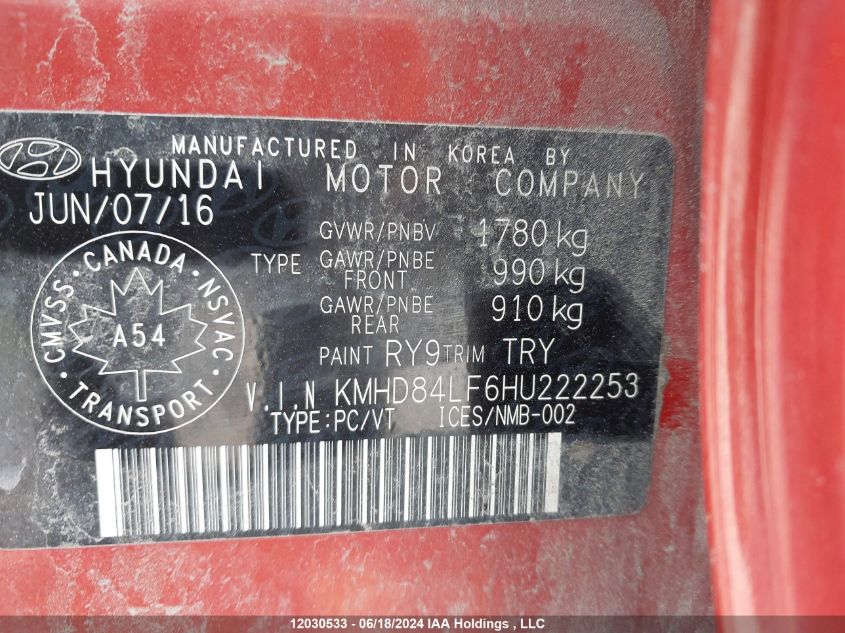 MANUFACTURED IN KOREA BY
HYUNDAI MOTOR COMPANY
JUN/07/16
GVWR/PNBV 1780 kg
TYPE GAWR/PNBE FRONT 990 kg
GAWR/PNBE REAR 910 kg
PAINT RY9 TRIM TRY
CANADA
CMVSS NSVAC
A54
TRANSPORT
V.I.N KMHD84LF6HU222253
TYPE:PC/VT ICES/NMB-002
12030533 - 06/18/2024 IAA Holdings , LLC